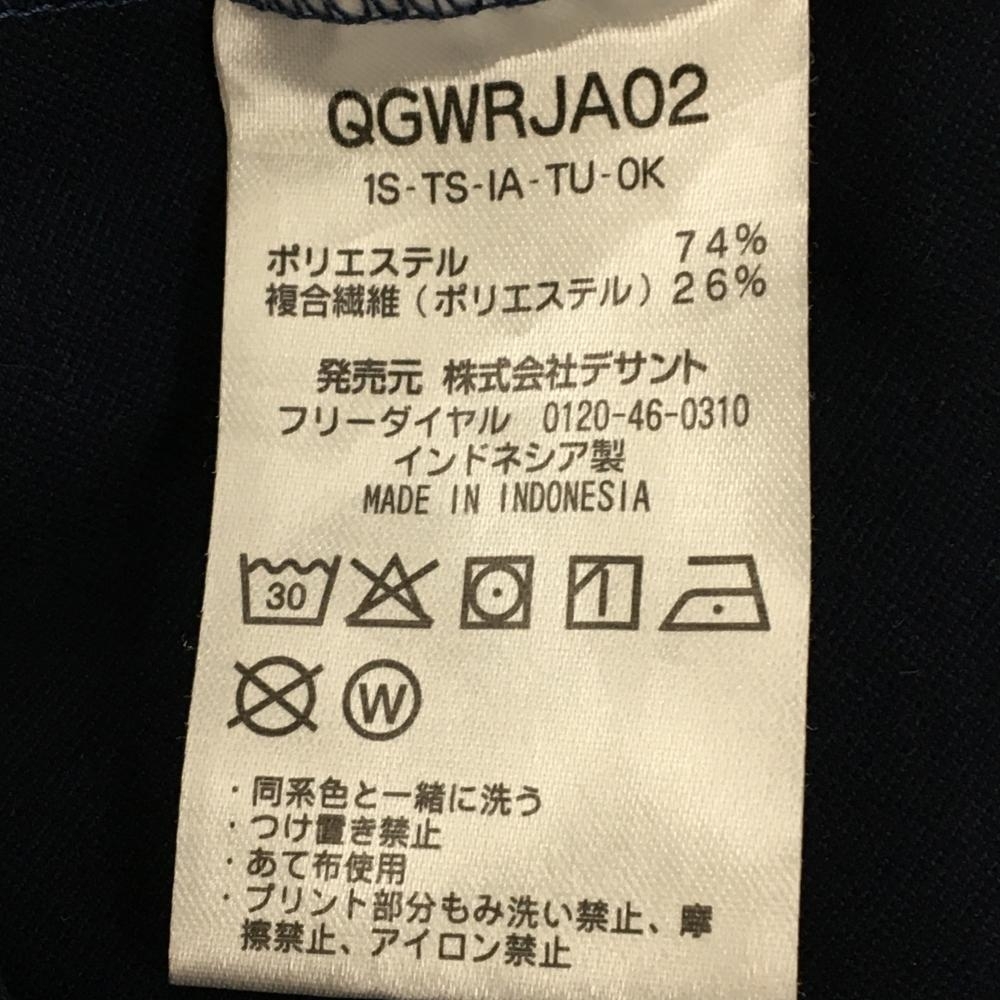 QGWRJA02
1S-TS-IA-TU-OK
ポリエステル 74%
複合繊維(ポリエステル)26%
発売元 株式会社デサント
フリーダイヤル 0120-46-0310
インドネシア製
MADE IN INDONESIA
30
W
・同系色と一緒に洗う
・つけ置き禁止
・あて布使用
・プリント部分もみ洗い禁止、摩
擦禁止、アイロン禁止